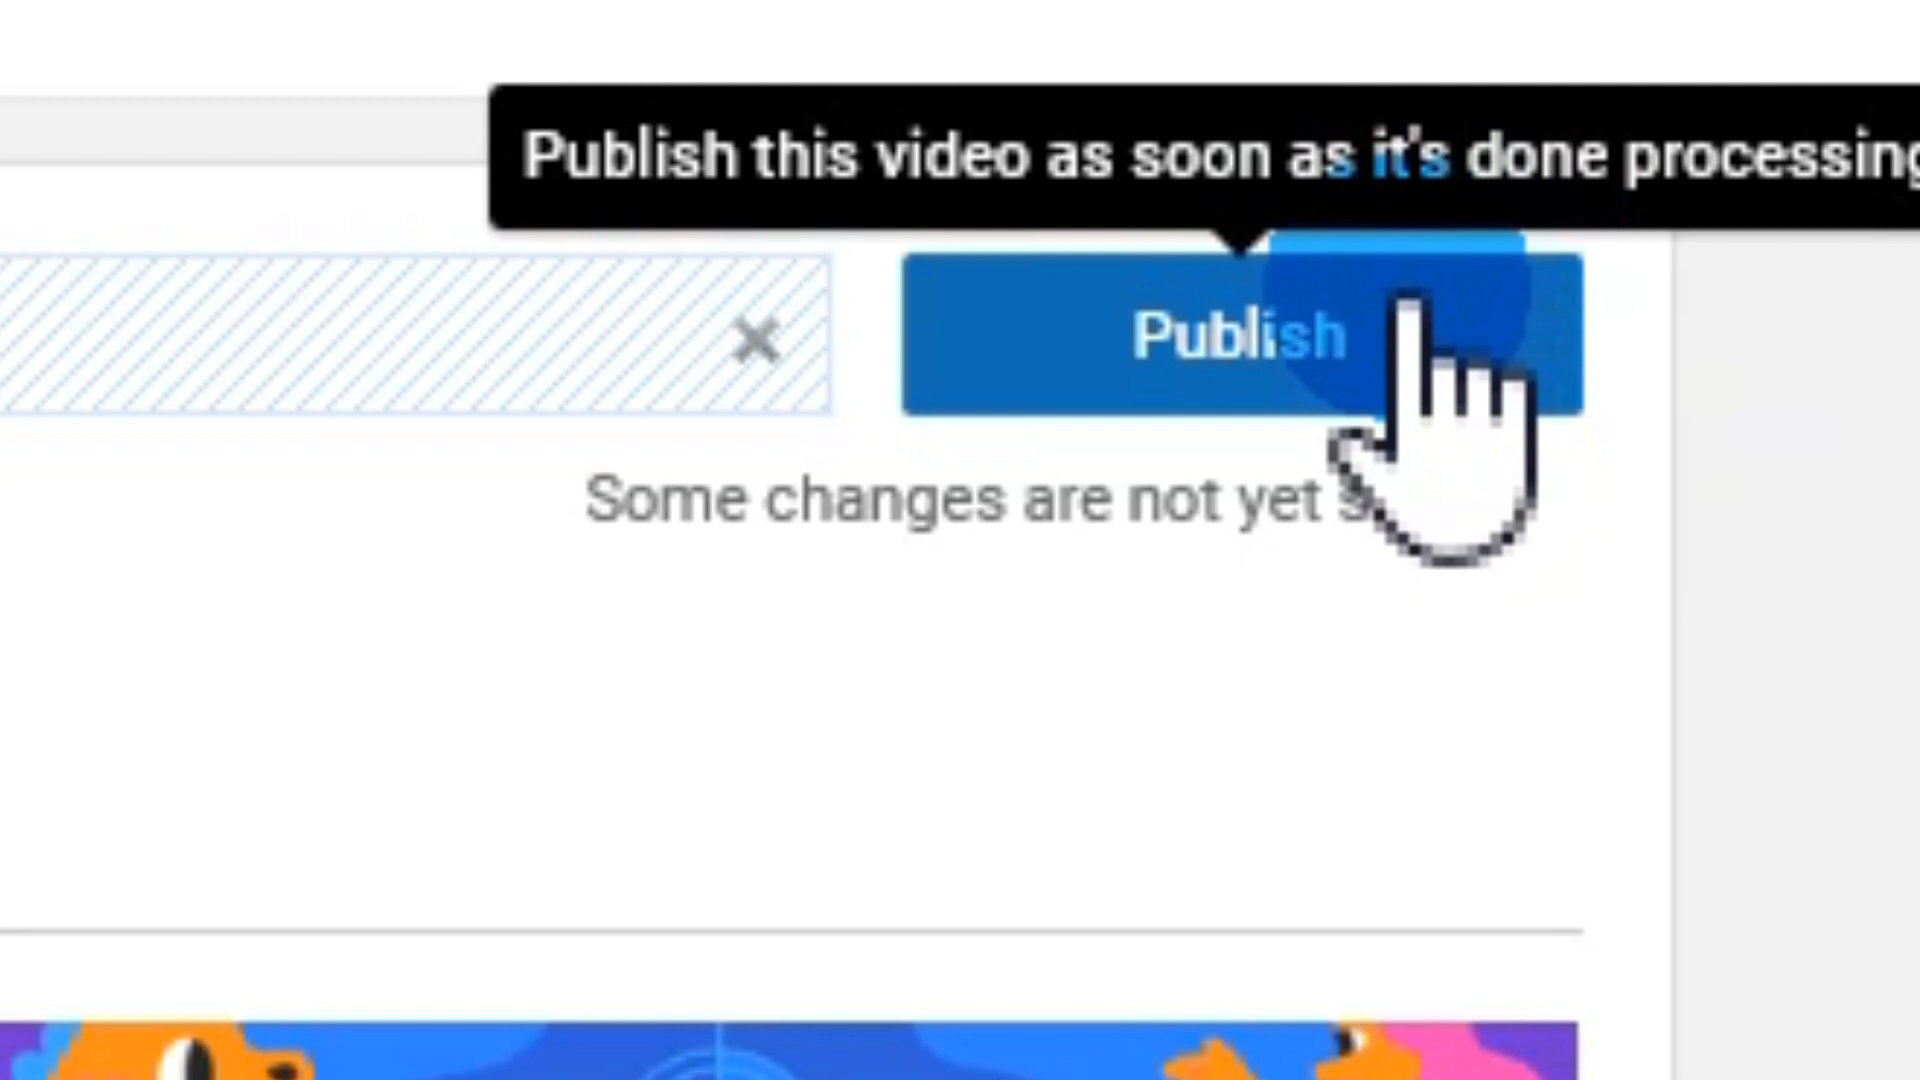 Publish this video as soon as it's done processing
Publish
Some changes are not yet